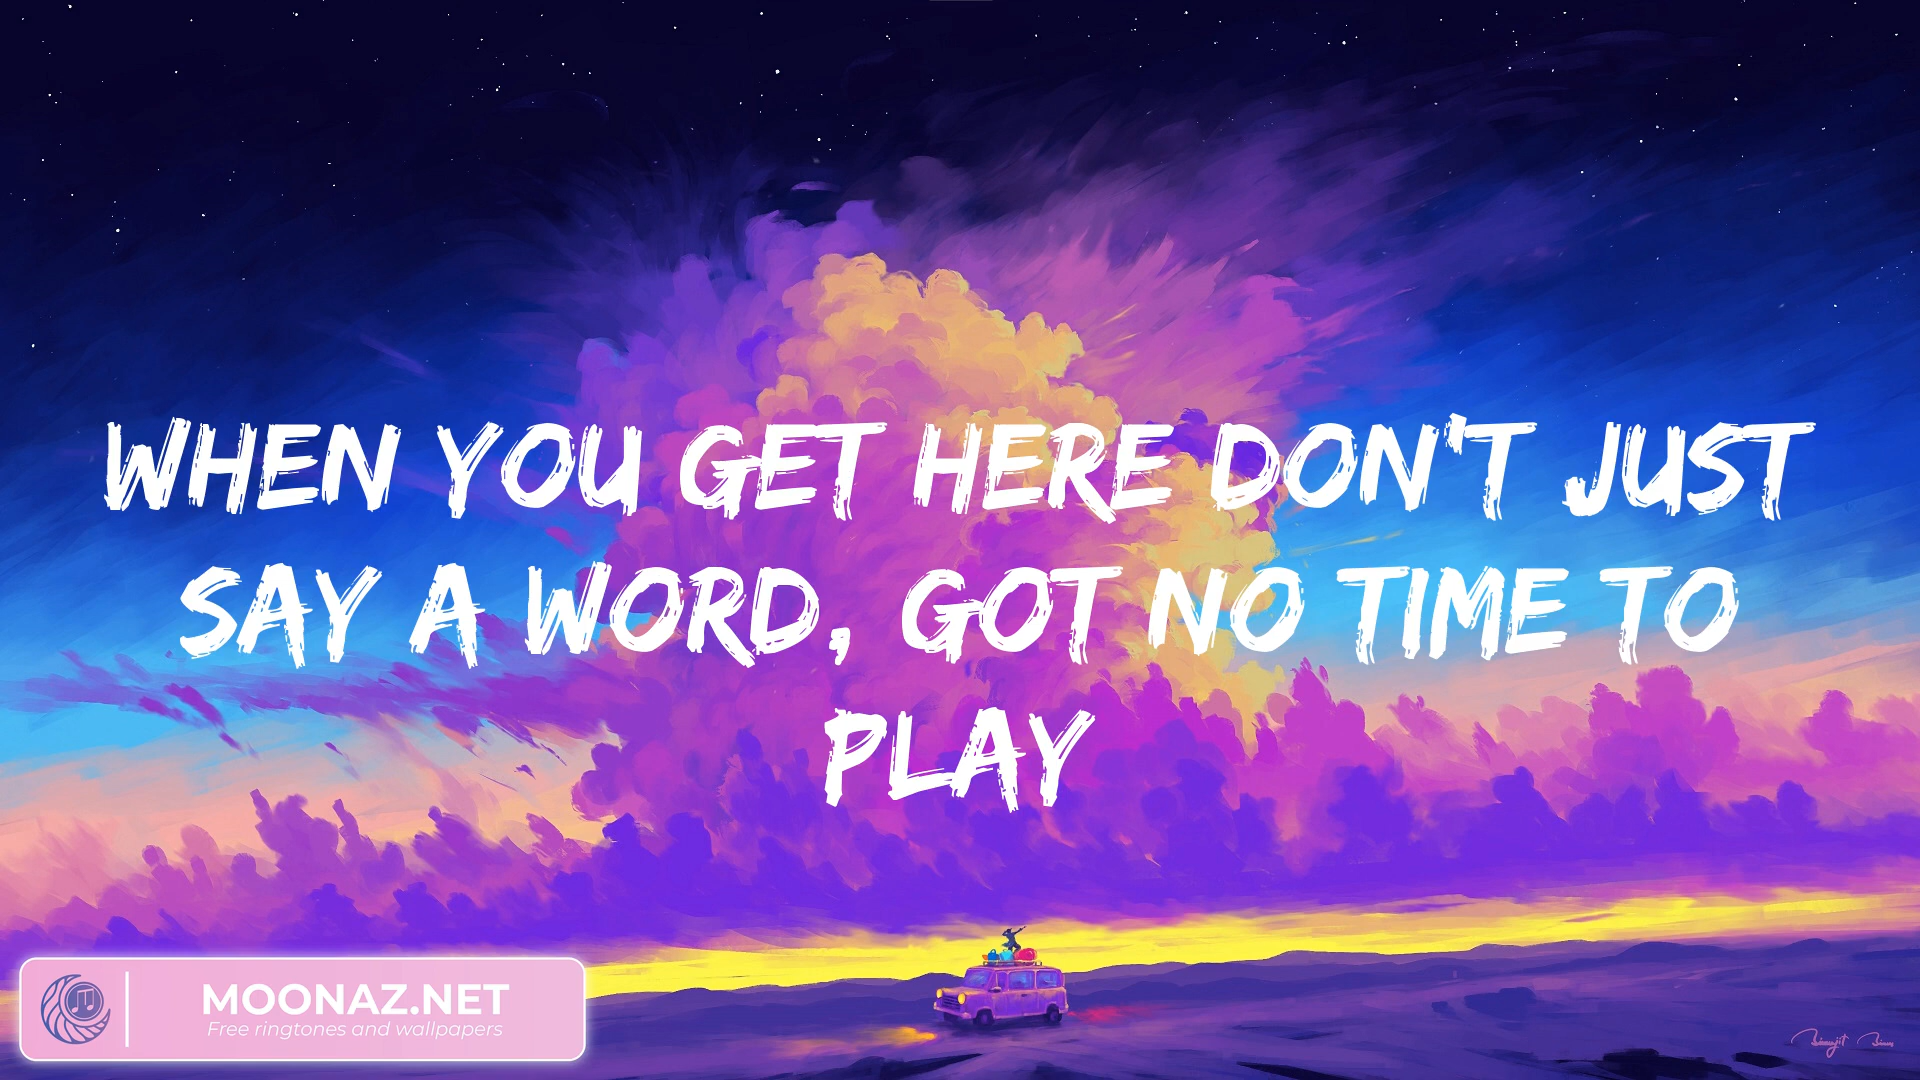 WHEN YOU GET HERE DON'T JUST
SAY A WORD, GOT NO TIME TO
PLAY
MOONAZ.NET
Free ringtones and wallpapers